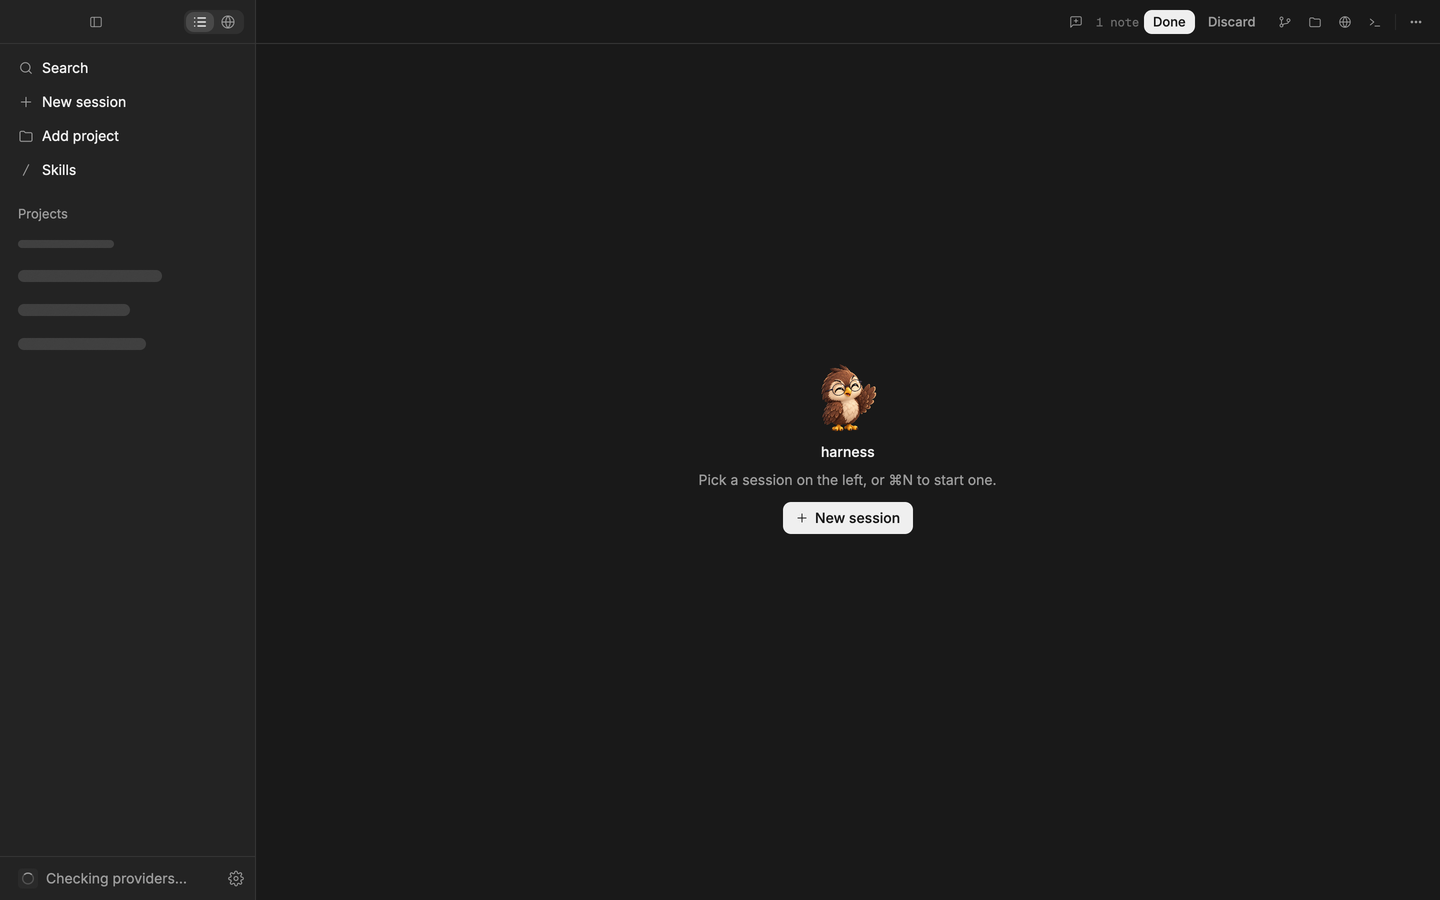 1 note Done Discard
Search
New session
Add project
Skills
Projects
harness
Pick a session on the left, or ⌘N to start one.
New session
Checking providers...